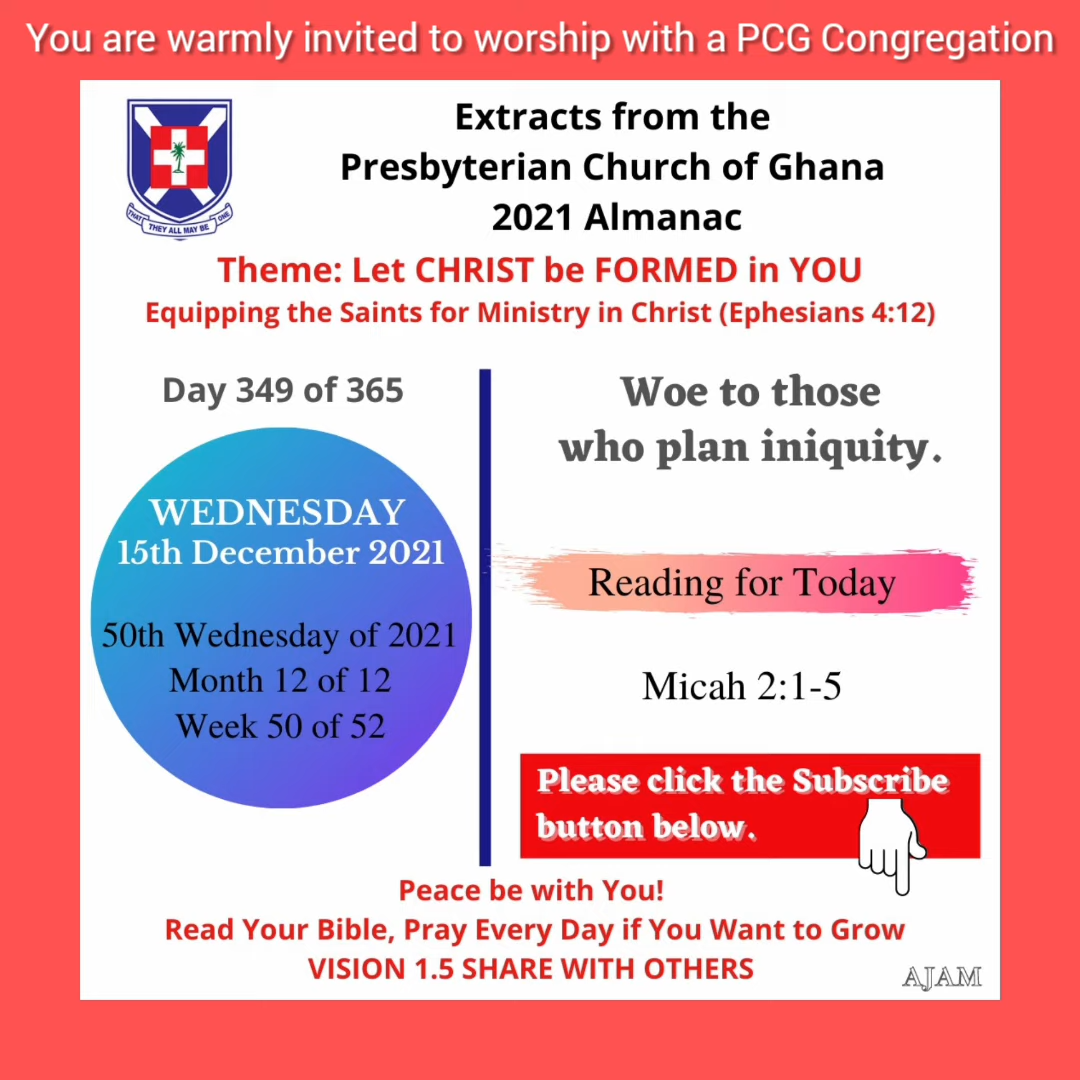 You are warmly invited to worship with a PCG Congregation
Extracts from the
Presbyterian Church of Ghana
2021 Almanac
THAT THEY ALL MAY BE ONE
Theme: Let CHRIST be FORMED in YOU
Equipping the Saints for Ministry in Christ (Ephesians 4:12)
Day 349 of 365
WEDNESDAY
15th December 2021
50th Wednesday of 2021
Month 12 of 12
Week 50 of 52
Woe to those
who plan iniquity.
Reading for Today
Micah 2:1-5
Please click the Subscribe
button below.
Peace be with You!
Read Your Bible, Pray Every Day if You Want to Grow
VISION 1.5 SHARE WITH OTHERS
AJAM